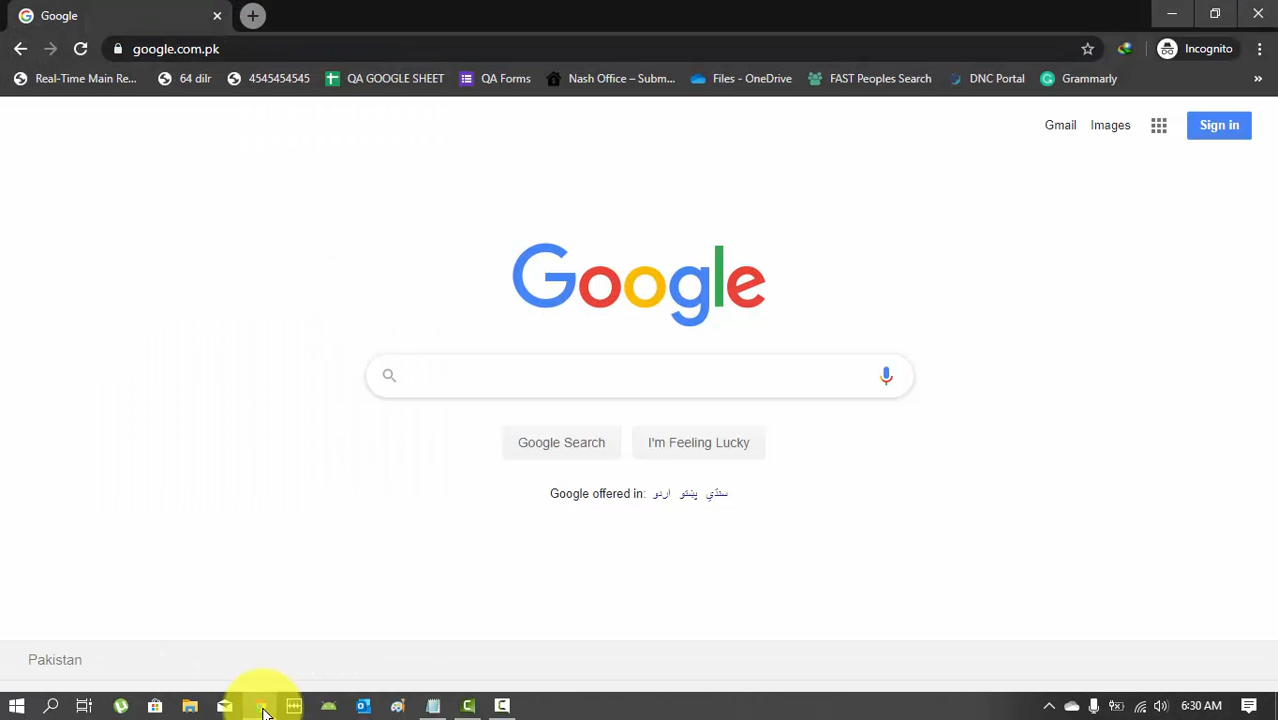 Google
google.com.pk
Incognito
Real-Time Main Re...
64 dilr
4545454545
QA GOOGLE SHEET
QA Forms
Nash Office – Subm...
Files - OneDrive
FAST Peoples Search
DNC Portal
Grammarly
»
Gmail
Images
Sign in
Google
Google Search
I'm Feeling Lucky
Google offered in: اردو پښتو سنڌي
Pakistan
6:30 AM